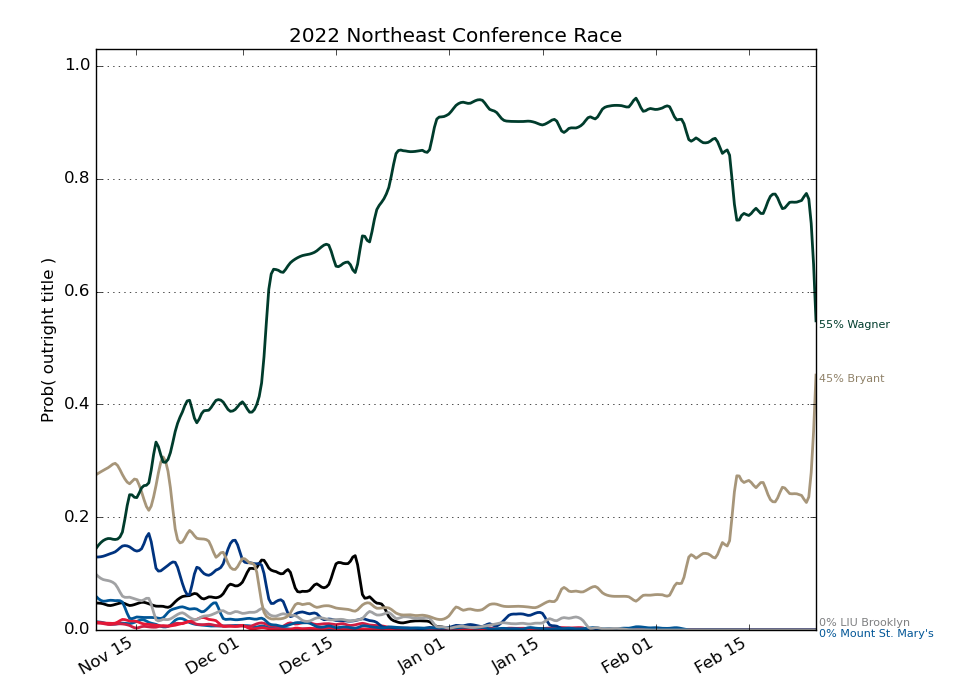 2022 Northeast Conference Race
Prob( outright title )
1.0
0.8
0.6
0.4
0.2
0.0
Nov 15
Dec 01
Dec 15
Jan 01
Jan 15
Feb 01
Feb 15
55% Wagner
45% Bryant
0% LIU Brooklyn
0% Mount St. Mary's